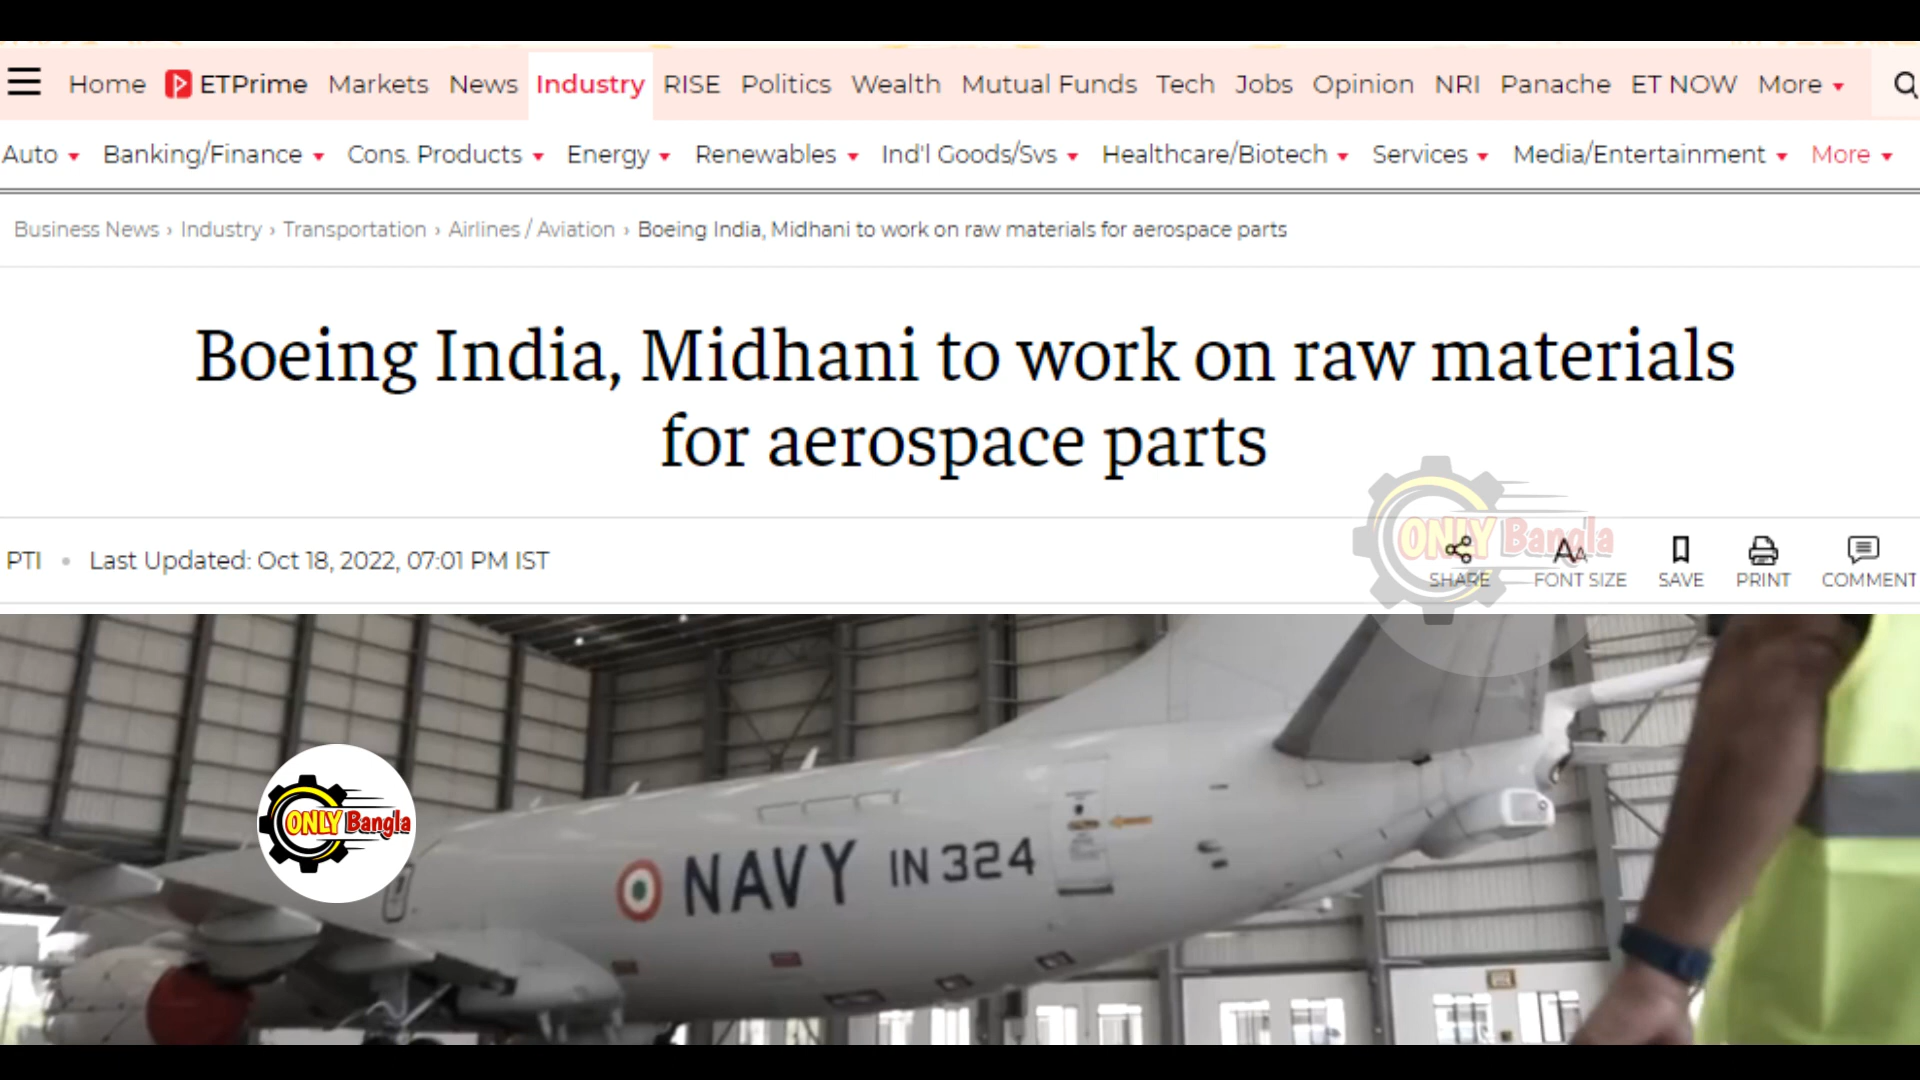 Home ETPrime Markets News Industry RISE Politics Wealth Mutual Funds Tech Jobs Opinion NRI Panache ET NOW More
Auto Banking/Finance Cons. Products Energy Renewables Ind'l Goods/Svs Healthcare/Biotech Services Media/Entertainment More
Business News › Industry › Transportation › Airlines / Aviation › Boeing India, Midhani to work on raw materials for aerospace parts
Boeing India, Midhani to work on raw materials
for aerospace parts
PTI • Last Updated: Oct 18, 2022, 07:01 PM IST
ONLY Bangla
SHARE FONT SIZE SAVE PRINT COMMENT
ONLY Bangla
NAVY IN 324